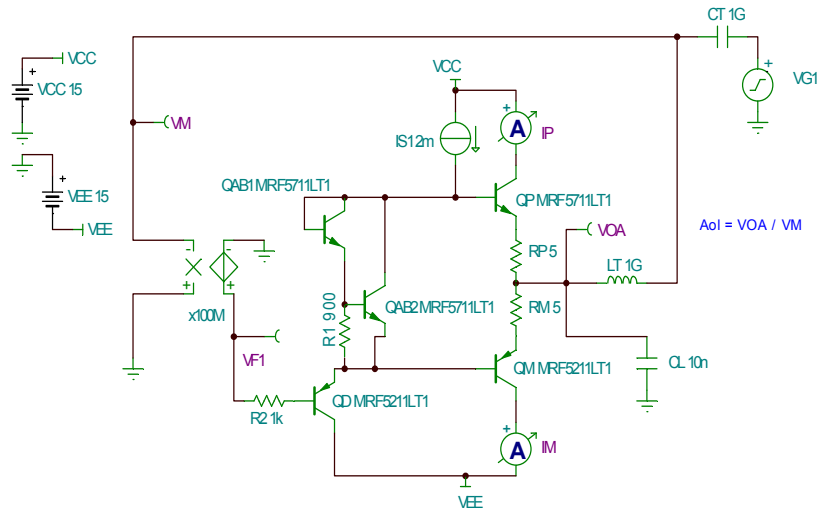 CT 1G
VCC
VCC 15
VG1
VCC
VM
IS1 2m
A
IP
VEE 15
QAB1 MRF5711LT1
QP MRF5711LT1
VEE
VOA
Aol = VOA / VM
RP 5
LT 1G
R1 900
QAB2 MRF5711LT1
RM 5
x100M
VF1
QM MRF5211LT1
CL 10n
QD MRF5211LT1
R2 1k
A
IM
VEE